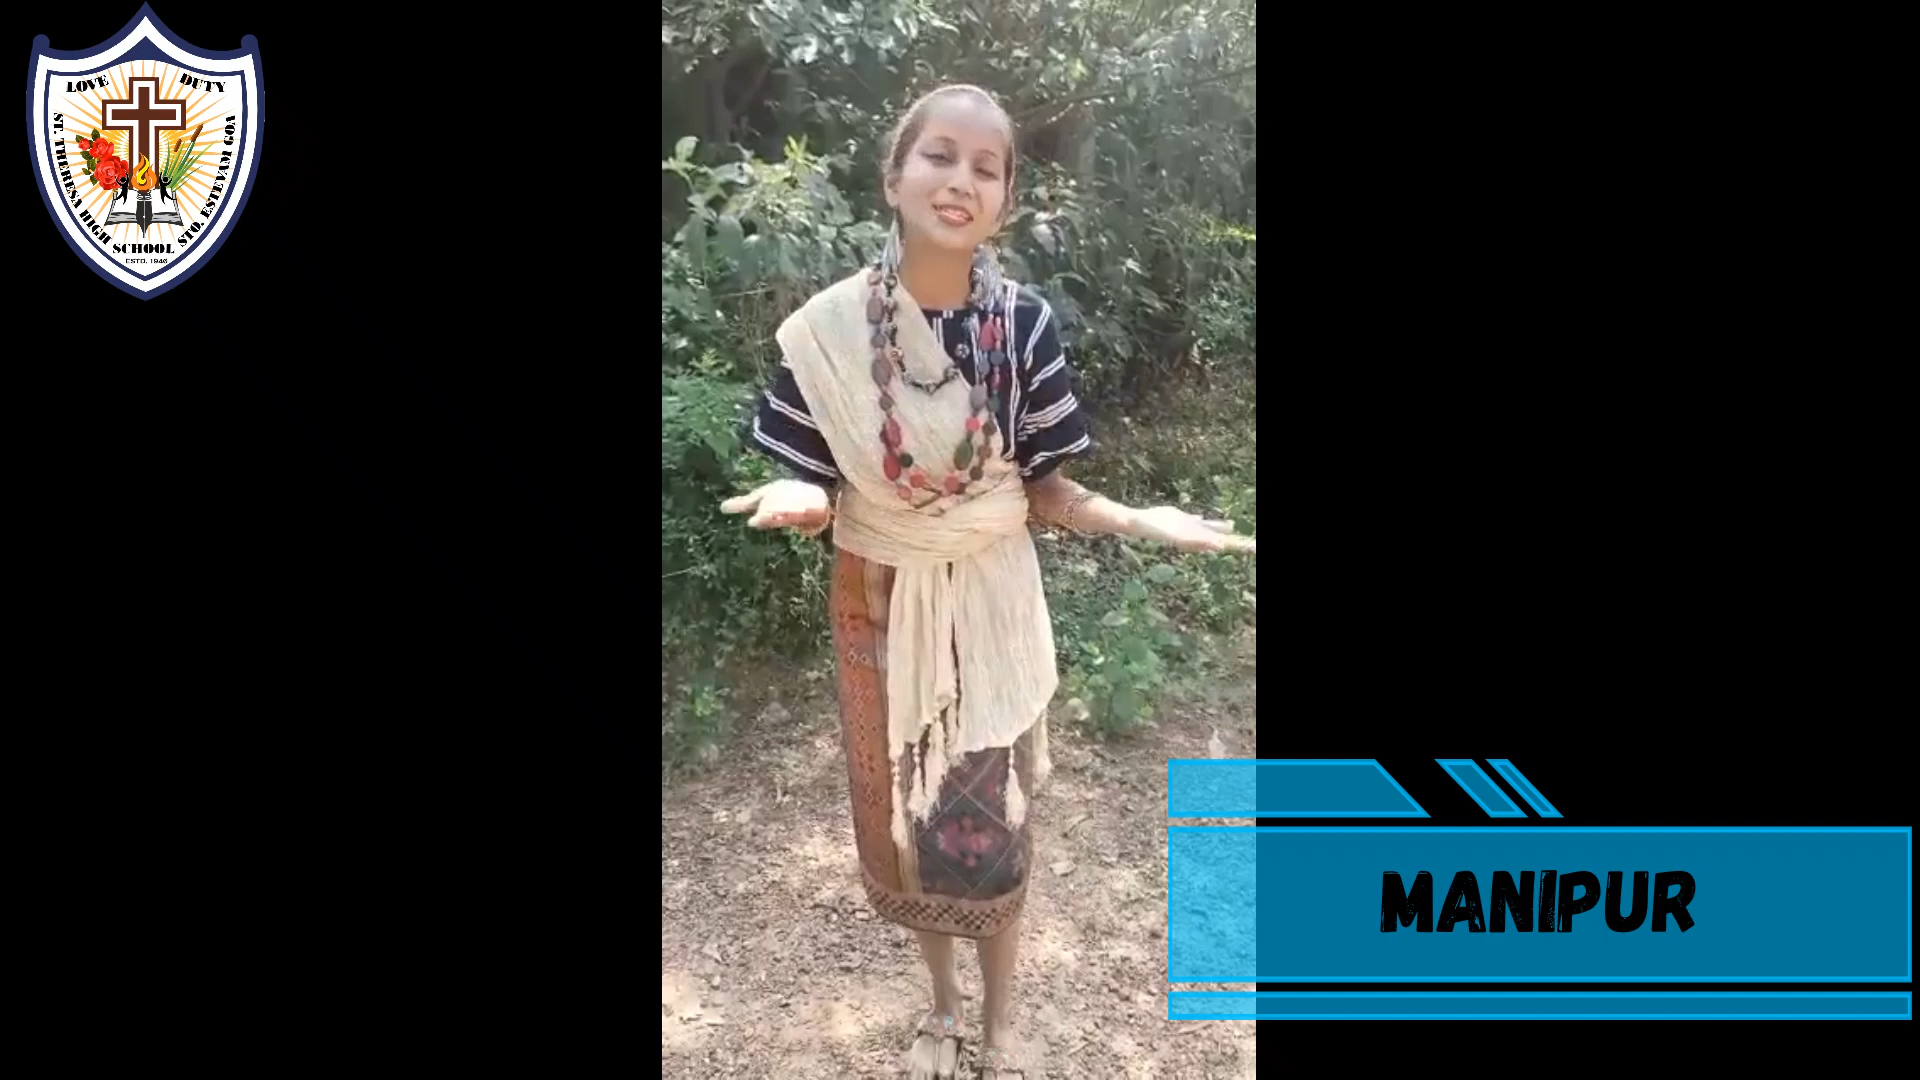 LOVE DUTY
ST. THERESA HIGH SCHOOL STO. ESTEVAM GOA
ESTD. 1946
MANIPUR